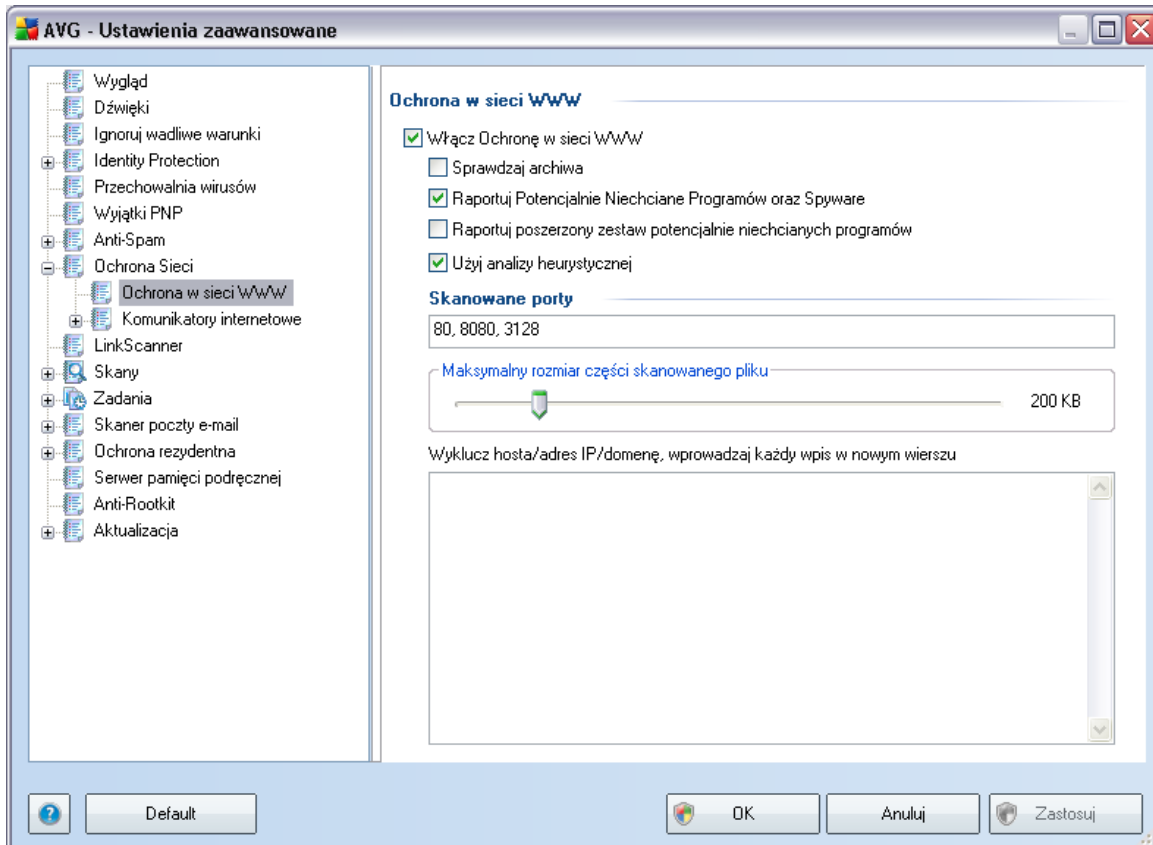 AVG - Ustawienia zaawansowane
Wygląd
Dźwięki
Ignoruj wadliwe warunki
Identity Protection
Przechowalnia wirusów
Wyjątki PNP
Anti-Spam
Ochrona Sieci
Ochrona w sieci WWW
Komunikatory internetowe
LinkScanner
Skany
Zadania
Skaner poczty e-mail
Ochrona rezydentna
Serwer pamięci podręcznej
Anti-Rootkit
Aktualizacja
Ochrona w sieci WWW
Włącz Ochronę w sieci WWW
Sprawdzaj archiwa
Raportuj Potencjalnie Niechciane Programów oraz Spyware
Raportuj poszerzony zestaw potencjalnie niechcianych programów
Użyj analizy heurystycznej
Skanowane porty
80, 8080, 3128
Maksymalny rozmiar części skanowanego pliku
200 KB
Wyklucz hosta/adres IP/domenę, wprowadzaj każdy wpis w nowym wierszu
Default
OK
Anuluj
Zastosuj